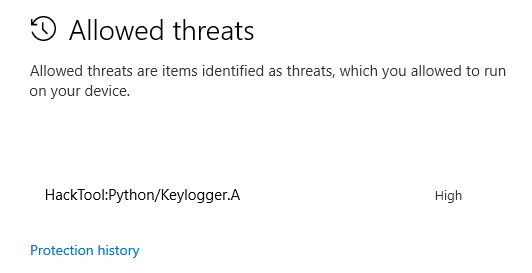 Allowed threats
Allowed threats are items identified as threats, which you allowed to run
on your device.
HackTool:Python/Keylogger.A High
Protection history